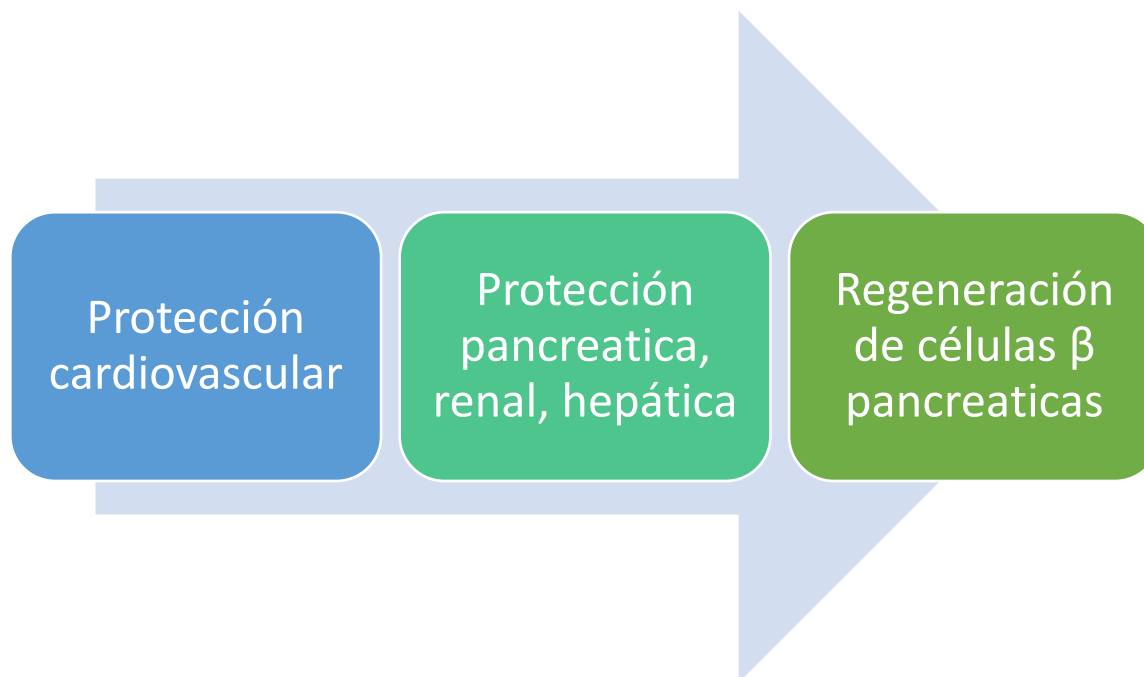 Protección
cardiovascular
Protección
pancreatica,
renal, hepática
Regeneración
de células β
pancreaticas